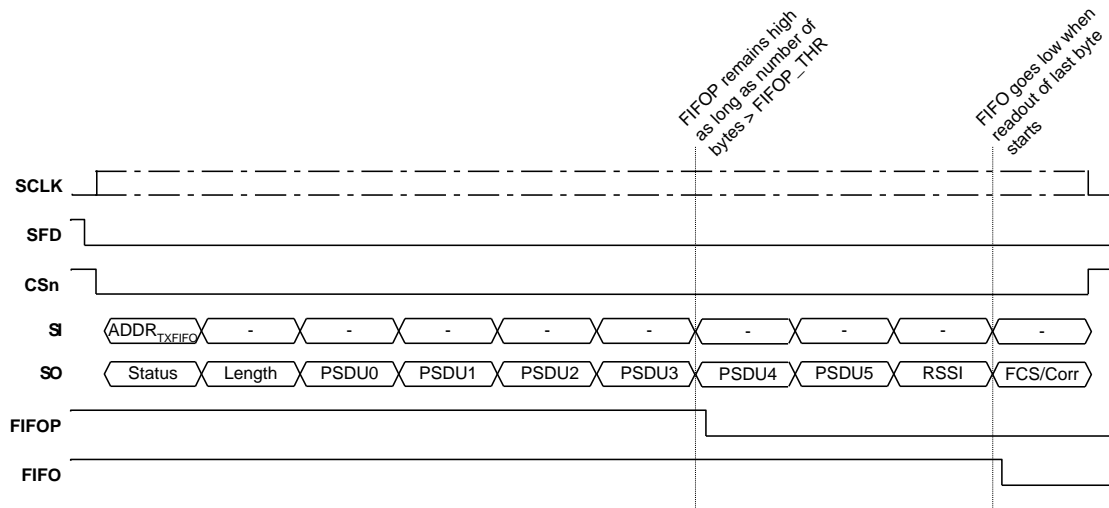 FIFOP remains high
as long as number of
bytes > FIFOP_THR
FIFO goes low when
readout of last byte
starts
SCLK
SFD
CSn
SI ADDR_TXFIFO - - - - - - - - -
SO Status Length PSDU0 PSDU1 PSDU2 PSDU3 PSDU4 PSDU5 RSSI FCS/Corr
FIFOP
FIFO